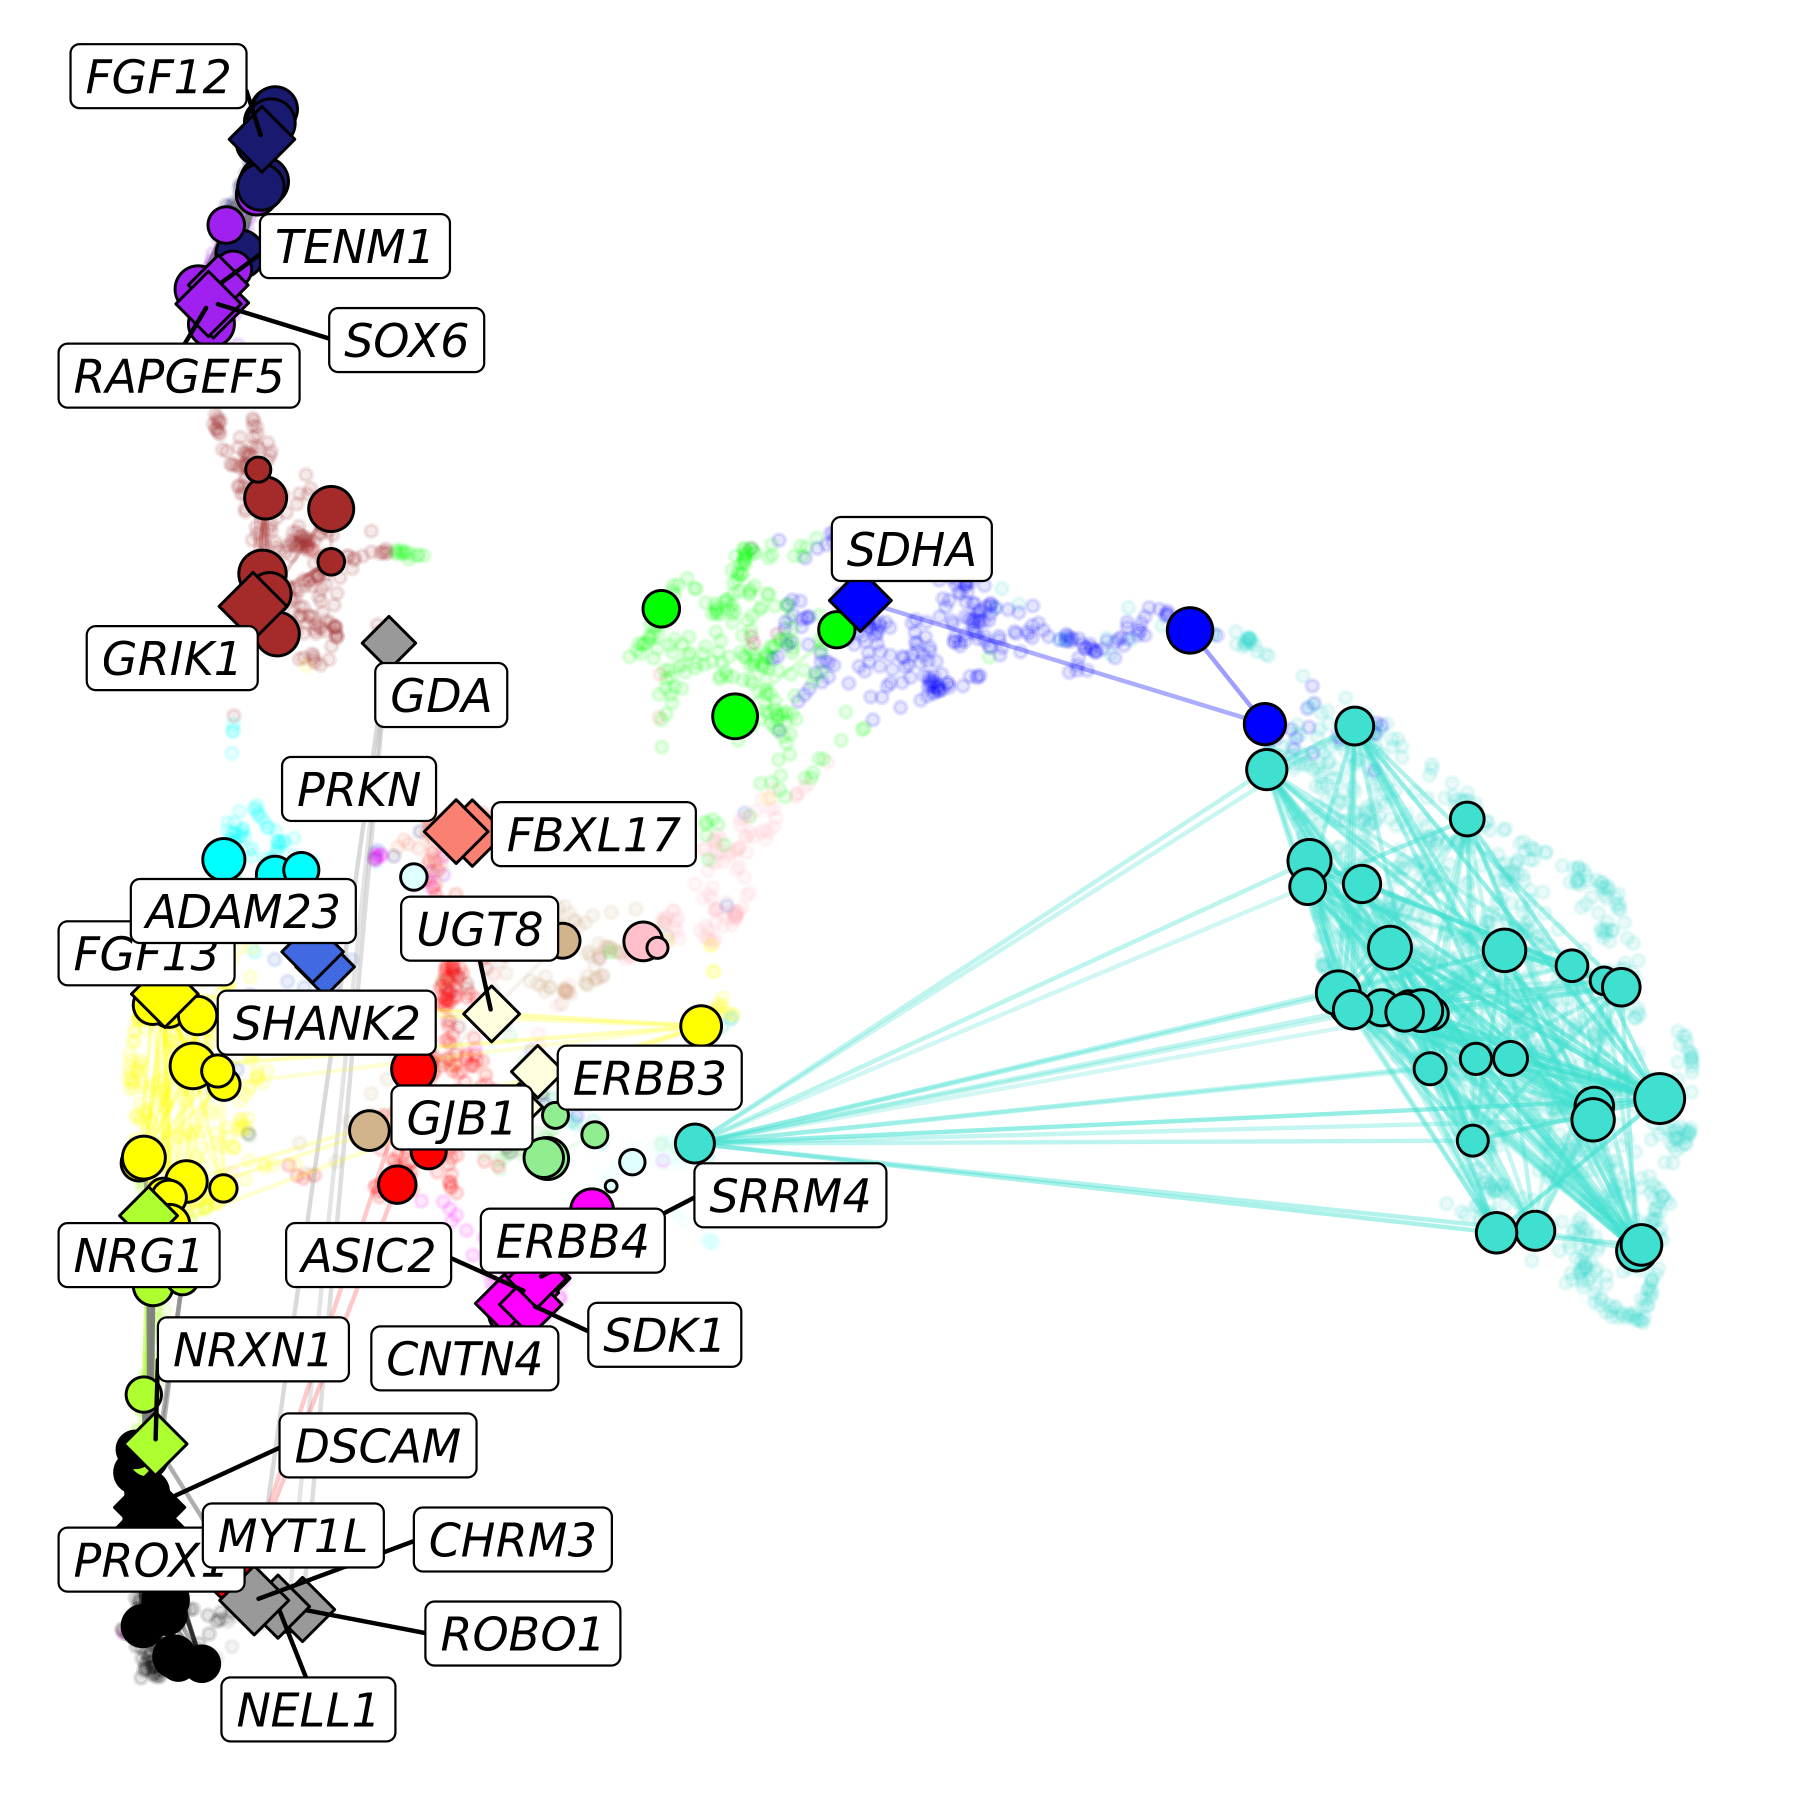 FGF12
TENM1
SOX6
RAPGEF5
SDHA
GRIK1
GDA
PRKN
FBXL17
ADAM23
UGT8
FGF13
SHANK2
ERBB3
GJB1
SRRM4
ERBB4
ASIC2
NRG1
SDK1
NRXN1
CNTN4
DSCAM
MYT1L
CHRM3
PROX1
ROBO1
NELL1